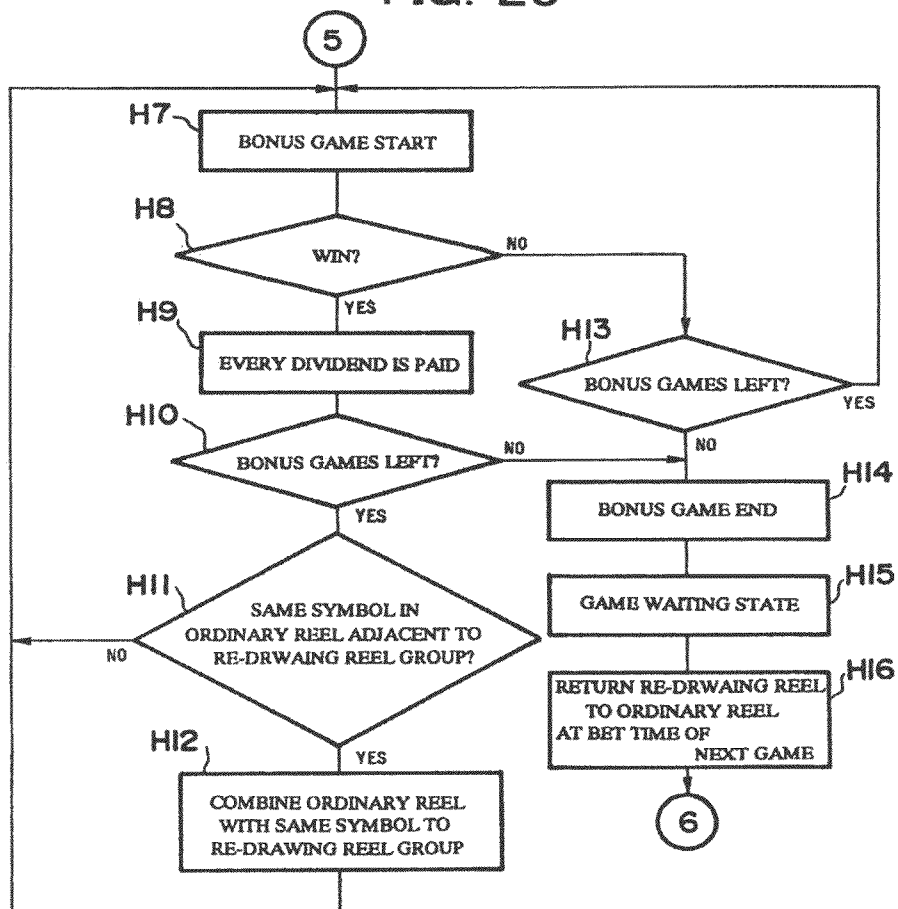 5
H7
BONUS GAME START
H8
WIN?
NO
YES
H9
EVERY DIVIDEND IS PAID
H13
BONUS GAMES LEFT?
YES
NO
H10
BONUS GAMES LEFT?
NO
YES
H14
BONUS GAME END
H11
SAME SYMBOL IN
ORDINARY REEL ADJACENT TO
RE-DRWAING REEL GROUP?
NO
YES
H15
GAME WAITING STATE
H16
RETURN RE-DRWAING REEL
TO ORDINARY REEL
AT BET TIME OF
NEXT GAME
H12
COMBINE ORDINARY REEL
WITH SAME SYMBOL TO
RE-DRAWING REEL GROUP
6